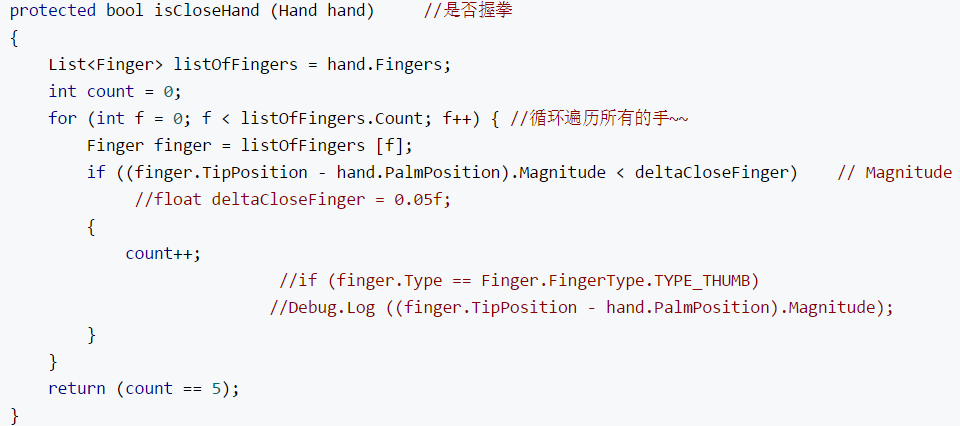 protected bool isCloseHand (Hand hand)     //是否握拳
{
    List<Finger> listOfFingers = hand.Fingers;
    int count = 0;
    for (int f = 0; f < listOfFingers.Count; f++) { //循环遍历所有的手~~
        Finger finger = listOfFingers [f];
        if ((finger.TipPosition - hand.PalmPosition).Magnitude < deltaCloseFinger)    // Magnitude
             //float deltaCloseFinger = 0.05f;
        {
            count++;
                            //if (finger.Type == Finger.FingerType.TYPE_THUMB)
                           //Debug.Log ((finger.TipPosition - hand.PalmPosition).Magnitude);
        }
    }
    return (count == 5);
}